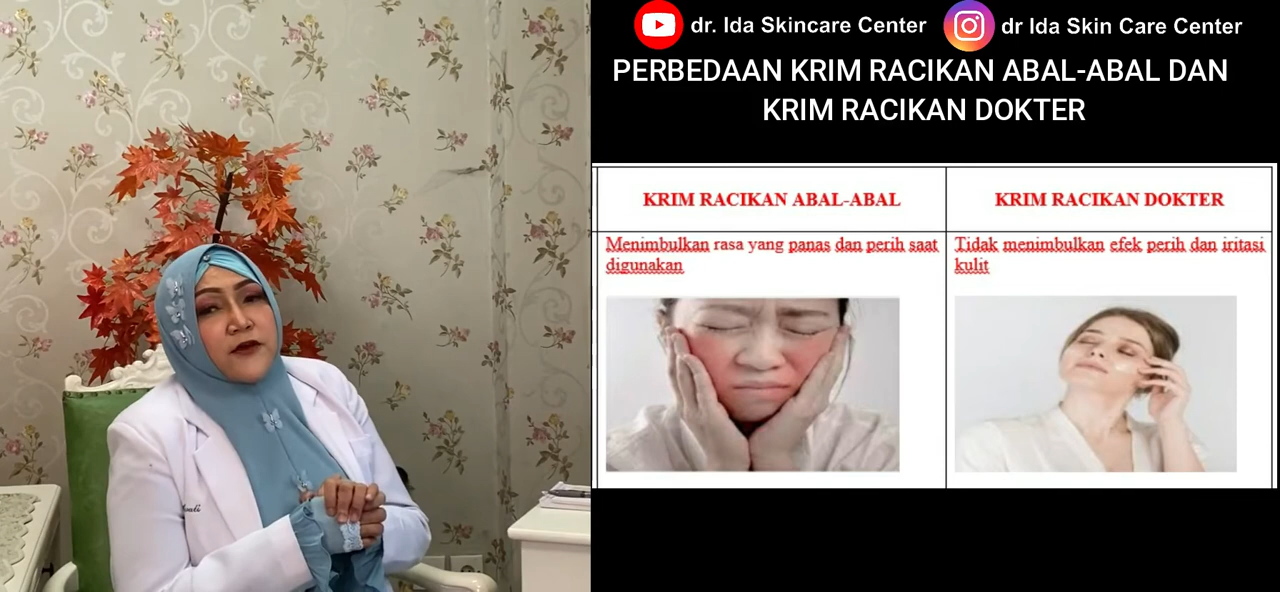 dr. Ida Skincare Center
dr Ida Skin Care Center
PERBEDAAN KRIM RACIKAN ABAL-ABAL DAN
KRIM RACIKAN DOKTER
KRIM RACIKAN ABAL-ABAL
KRIM RACIKAN DOKTER
Menimbulkan rasa yang panas dan perih saat
digunakan
Tidak menimbulkan efek perih dan iritasi
kulit